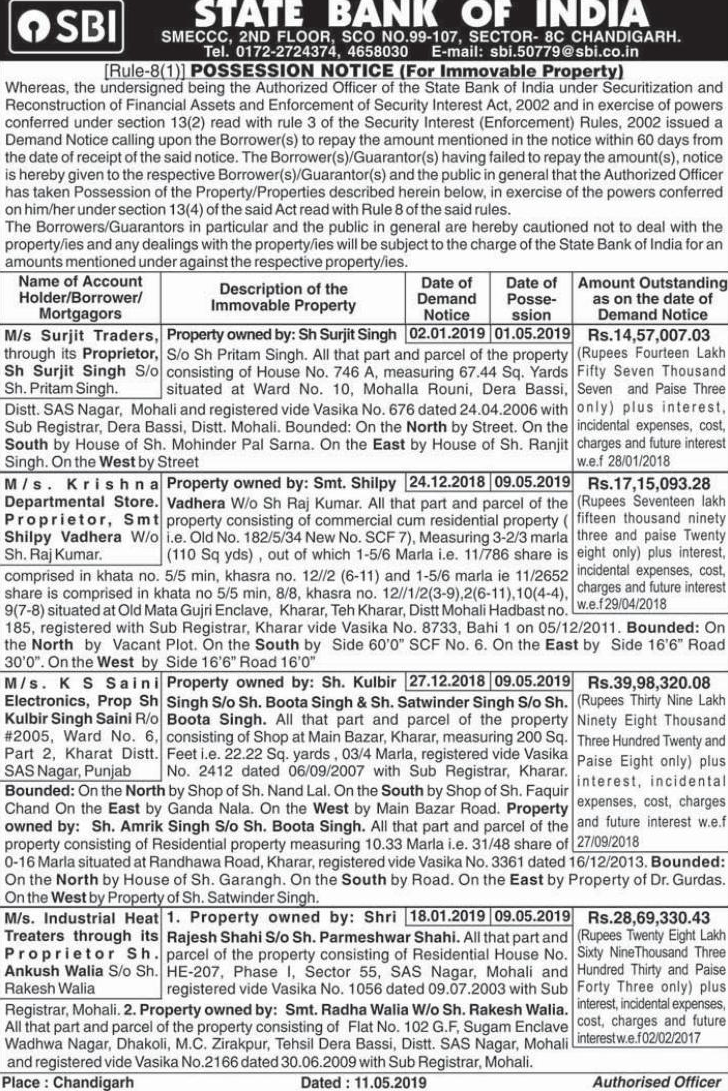 SBI
STATE BANK OF INDIA
SMECCC, 2ND FLOOR, SCO NO.99-107, SECTOR- 8C CHANDIGARH.
Tel. 0172-2724374, 4658030 E-mail: sbi.50779@sbi.co.in
[Rule-8(1)] POSSESSION NOTICE (For Immovable Property)
Whereas, the undersigned being the Authorized Officer of the State Bank of India under Securitization and
Reconstruction of Financial Assets and Enforcement of Security Interest Act, 2002 and in exercise of powers
conferred under section 13(2) read with rule 3 of the Security Interest (Enforcement) Rules, 2002 issued a
Demand Notice calling upon the Borrower(s) to repay the amount mentioned in the notice within 60 days from
the date of receipt of the said notice. The Borrower(s)/Guarantor(s) having failed to repay the amount(s), notice
is hereby given to the respective Borrower(s)/Guarantor(s) and the public in general that the Authorized Officer
has taken Possession of the Property/Properties described herein below, in exercise of the powers conferred
on him/her under section 13(4) of the said Act read with Rule 8 of the said rules.
The Borrowers/Guarantors in particular and the public in general are hereby cautioned not to deal with the
property/ies and any dealings with the property/ies will be subject to the charge of the State Bank of India for an
amounts mentioned under against the respective property/ies.
Name of Account
Holder/Borrower/
Mortgagors
Description of the
Immovable Property
Date of
Demand
Notice
Date of
Posse-
ssion
Amount Outstanding
as on the date of
Demand Notice
M/s Surjit Traders,
through its Proprietor,
Sh Surjit Singh S/o
Sh. Pritam Singh.
Property owned by: Sh Surjit Singh
S/o Sh Pritam Singh. All that part and parcel of the property
consisting of House No. 746 A, measuring 67.44 Sq. Yards
situated at Ward No. 10, Mohalla Rouni, Dera Bassi,
Distt. SAS Nagar, Mohali and registered vide Vasika No. 676 dated 24.04.2006 with
Sub Registrar, Dera Bassi, Distt. Mohali. Bounded: On the North by Street. On the
South by House of Sh. Mohinder Pal Sarna. On the East by House of Sh. Ranjit
Singh. On the West by Street
02.01.2019
01.05.2019
Rs.14,57,007.03
(Rupees Fourteen Lakh
Fifty Seven Thousand
Seven and Paise Three
only) plus interest,
incidental expenses, cost,
charges and future interest
w.e.f 28/01/2018
M/s. Krishna
Departmental Store.
Proprietor, Smt
Shilpy Vadhera W/o
Sh. Raj Kumar.
Property owned by: Smt. Shilpy
Vadhera W/o Sh Raj Kumar. All that part and parcel of the
property consisting of commercial cum residential property (
i.e. Old No. 182/5/34 New No. SCF 7), Measuring 3-2/3 marla
(110 Sq yds) , out of which 1-5/6 Marla i.e. 11/786 share is
comprised in khata no. 5/5 min, khasra no. 12//2 (6-11) and 1-5/6 marla ie 11/2652
share is comprised in khata no 5/5 min, 8/8, khasra no. 12//1/2(3-9),2(6-11),10(4-4),
9(7-8) situated at Old Mata Gujri Enclave, Kharar, Teh Kharar, Distt Mohali Hadbast no.
185, registered with Sub Registrar, Kharar vide Vasika No. 8733, Bahi 1 on 05/12/2011. Bounded: On
the North by Vacant Plot. On the South by Side 60'0" SCF No. 6. On the East by Side 16'6" Road
30'0". On the West by Side 16'6" Road 16'0"
24.12.2018
09.05.2019
Rs.17,15,093.28
(Rupees Seventeen lakh
fifteen thousand ninety
three and paise Twenty
eight only) plus interest,
incidental expenses, cost,
charges and future interest
w.e.f 29/04/2018
M/s. K S Saini
Electronics, Prop Sh
Kulbir Singh Saini R/o
#2005, Ward No. 6,
Part 2, Kharat Distt.
SAS Nagar, Punjab
Property owned by: Sh. Kulbir
Singh S/o Sh. Boota Singh & Sh. Satwinder Singh S/o Sh.
Boota Singh. All that part and parcel of the property
consisting of Shop at Main Bazar, Kharar, measuring 200 Sq.
Feet i.e. 22.22 Sq. yards , 03/4 Marla, registered vide Vasika
No. 2412 dated 06/09/2007 with Sub Registrar, Kharar.
Bounded: On the North by Shop of Sh. Nand Lal. On the South by Shop of Sh. Faquir
Chand On the East by Ganda Nala. On the West by Main Bazar Road. Property
owned by: Sh. Amrik Singh S/o Sh. Boota Singh. All that part and parcel of the
property consisting of Residential property measuring 10.33 Marla i.e. 31/48 share of
0-16 Marla situated at Randhawa Road, Kharar, registered vide Vasika No. 3361 dated 16/12/2013. Bounded:
On the North by House of Sh. Garangh. On the South by Road. On the East by Property of Dr. Gurdas.
On the West by Property of Sh. Satwinder Singh.
27.12.2018
09.05.2019
Rs.39,98,320.08
(Rupees Thirty Nine Lakh
Ninety Eight Thousand
Three Hundred Twenty and
Paise Eight only) plus
interest, incidental
expenses, cost, charges
and future interest w.e.f
27/09/2018
M/s. Industrial Heat
Treaters through its
Proprietor Sh.
Ankush Walia S/o Sh.
Rakesh Walia
1. Property owned by: Shri
Rajesh Shahi S/o Sh. Parmeshwar Shahi. All that part and
parcel of the property consisting of Residential House No.
HE-207, Phase I, Sector 55, SAS Nagar, Mohali and
registered vide Vasika No. 1056 dated 09.07.2003 with Sub
Registrar, Mohali. 2. Property owned by: Smt. Radha Walia W/o Sh. Rakesh Walia.
All that part and parcel of the property consisting of Flat No. 102 G.F, Sugam Enclave
Wadhwa Nagar, Dhakoli, M.C. Zirakpur, Tehsil Dera Bassi, Distt. SAS Nagar, Mohali
and registered vide Vasika No.2166 dated 30.06.2009 with Sub Registrar, Mohali.
18.01.2019
09.05.2019
Rs.28,69,330.43
(Rupees Twenty Eight Lakh
Sixty NineThousand Three
Hundred Thirty and Paise
Forty Three only) plus
interest, incidental expenses,
cost, charges and future
interest w.e.f 02/02/2017
Place : Chandigarh
Dated : 11.05.2019
Authorised Officer